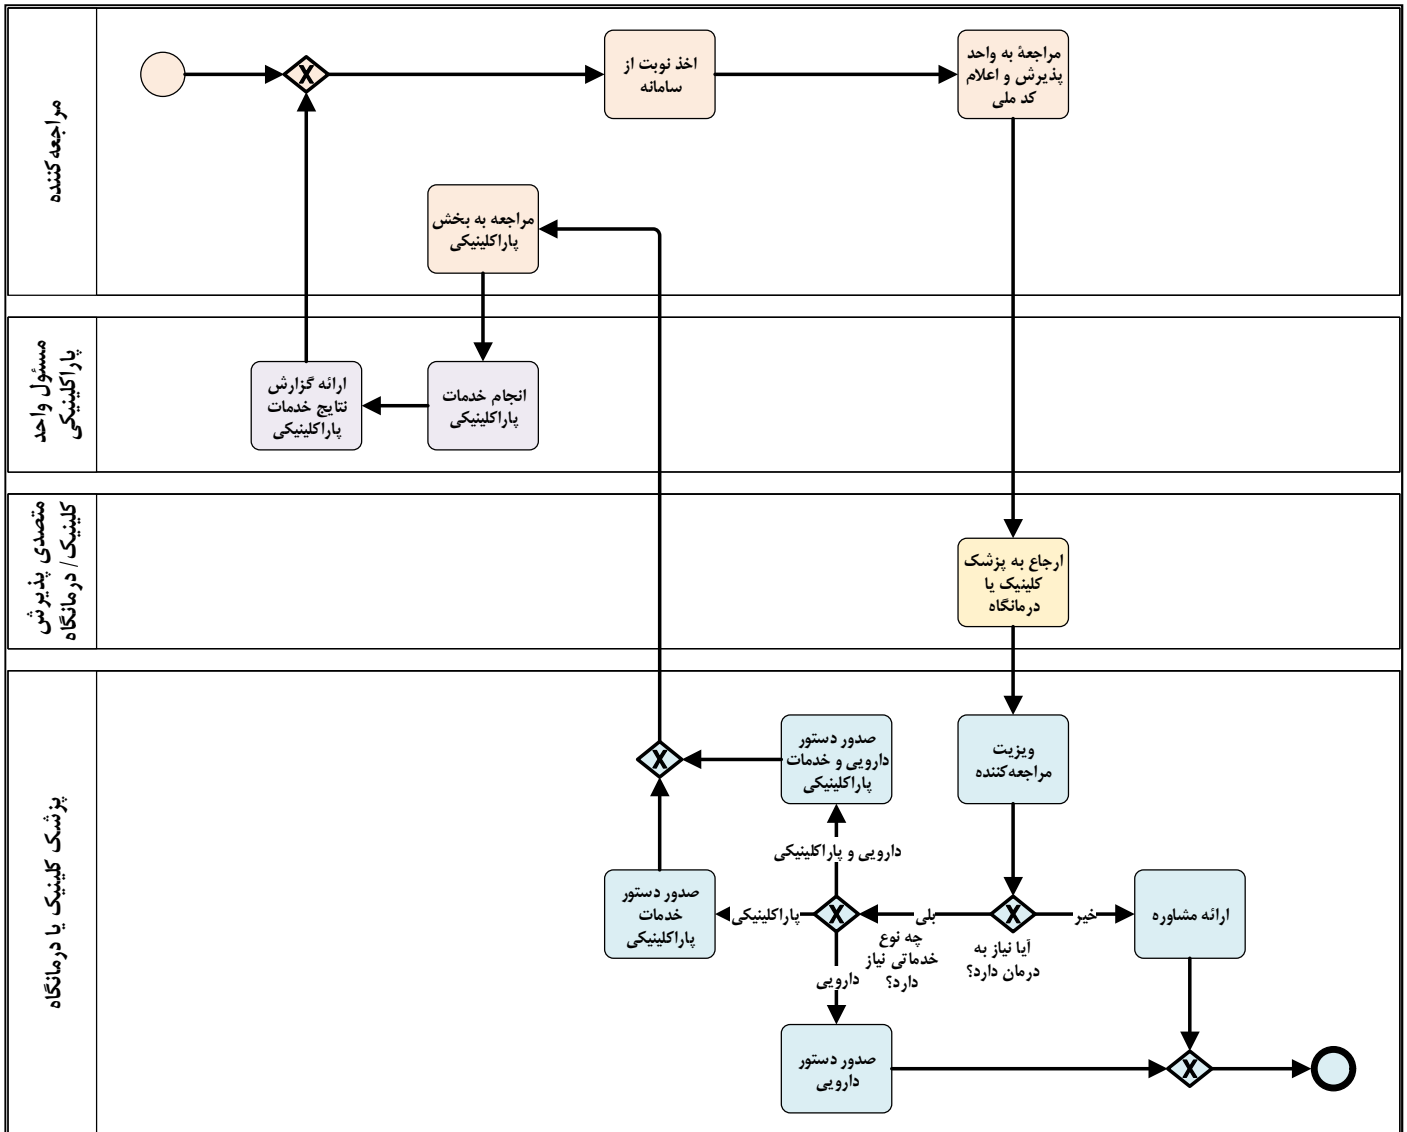 مراجعه‌کننده
اخذ نوبت از
سامانه
مراجعهٔ به واحد
پذیرش و اعلام
کد ملی
مراجعه به بخش
پاراکلینیکی
مسئول واحد
پاراکلینیکی
انجام خدمات
پاراکلینیکی
ارائه گزارش
نتایج خدمات
پاراکلینیکی
متصدی پذیرش
کلینیک/ درمانگاه
ارجاع به پزشک
کلینیک یا
درمانگاه
پزشک کلینیک یا درمانگاه
ویزیت
مراجعه‌کننده
آیا نیاز به
درمان دارد؟
خیر
ارائه مشاوره
بلی
چه نوع
خدماتی نیاز
دارد؟
دارویی و پاراکلینیکی
صدور دستور
دارویی و خدمات
پاراکلینیکی
پاراکلینیکی
صدور دستور
خدمات
پاراکلینیکی
دارویی
صدور دستور
دارویی
X
X
X
X
X